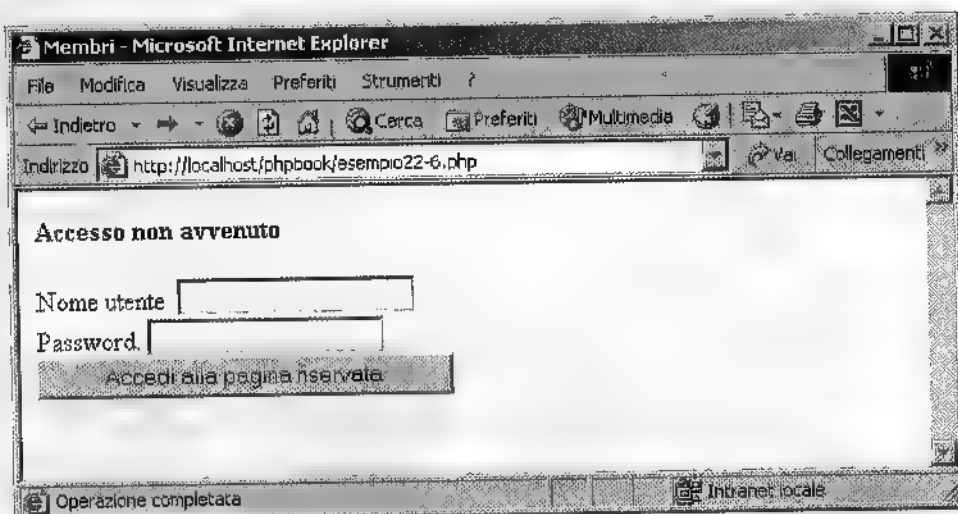 Membri - Microsoft Internet Explorer
File Modifica Visualizza Preferiti Strumenti ?
Indietro Cerca Preferiti Multimedia
Indirizzo http://localhost/phpbook/esempio22-6.php Vai Collegamenti »
Accesso non avvenuto
Nome utente
Password
Accedi alla pagina riservata
Operazione completata Intranet locale